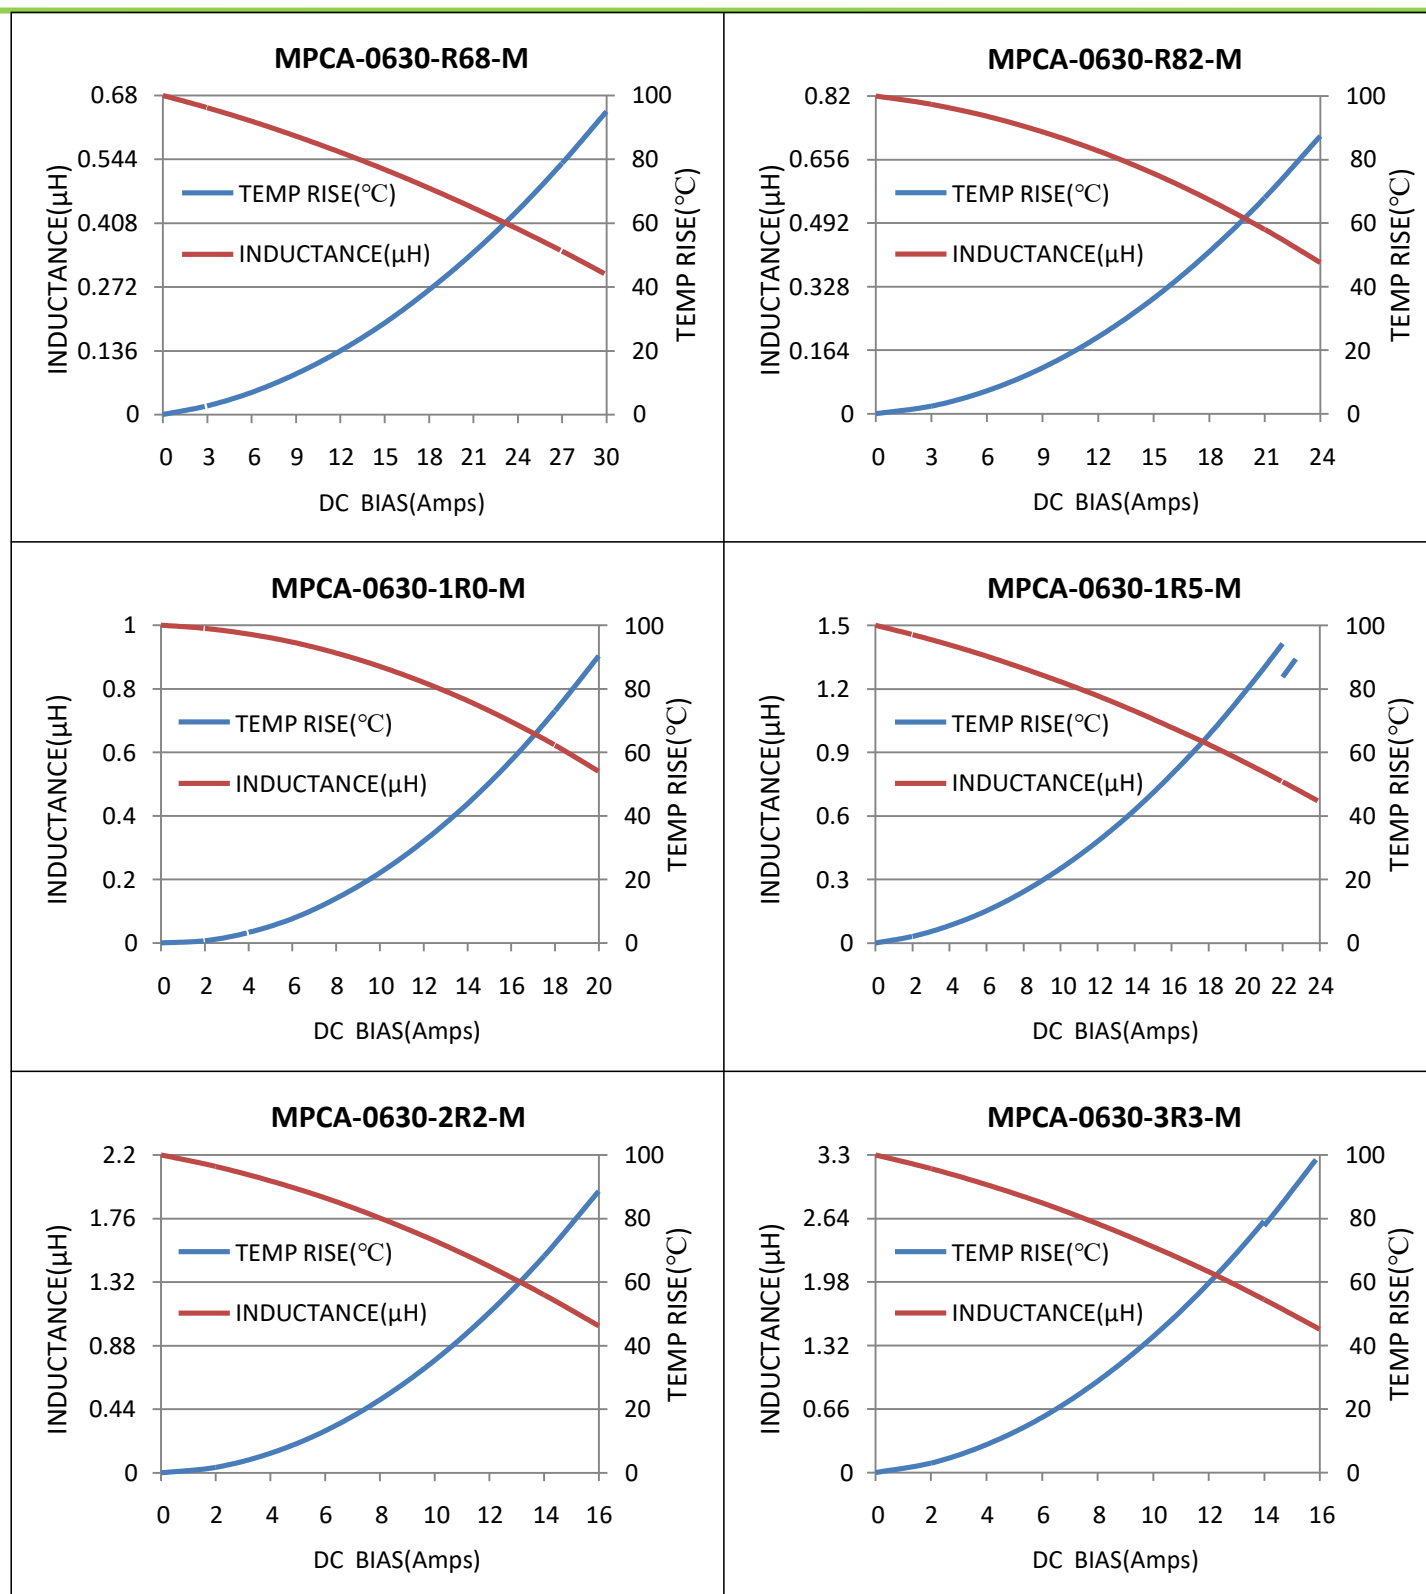 MPCA-0630-R68-M
0.68
0.544
0.408
0.272
0.136
0
INDUCTANCE(µH)
TEMP RISE(℃)
INDUCTANCE(µH)
100
80
60
40
20
0
TEMP RISE(℃)
0 3 6 9 12 15 18 21 24 27 30
DC BIAS(Amps)
MPCA-0630-R82-M
0.82
0.656
0.492
0.328
0.164
0
INDUCTANCE(µH)
TEMP RISE(℃)
INDUCTANCE(µH)
100
80
60
40
20
0
TEMP RISE(℃)
0 3 6 9 12 15 18 21 24
DC BIAS(Amps)
MPCA-0630-1R0-M
1
0.8
0.6
0.4
0.2
0
INDUCTANCE(µH)
TEMP RISE(℃)
INDUCTANCE(µH)
100
80
60
40
20
0
TEMP RISE(℃)
0 2 4 6 8 10 12 14 16 18 20
DC BIAS(Amps)
MPCA-0630-1R5-M
1.5
1.2
0.9
0.6
0.3
0
INDUCTANCE(µH)
TEMP RISE(℃)
INDUCTANCE(µH)
100
80
60
40
20
0
TEMP RISE(℃)
0 2 4 6 8 10 12 14 16 18 20 22 24
DC BIAS(Amps)
MPCA-0630-2R2-M
2.2
1.76
1.32
0.88
0.44
0
INDUCTANCE(µH)
TEMP RISE(℃)
INDUCTANCE(µH)
100
80
60
40
20
0
TEMP RISE(℃)
0 2 4 6 8 10 12 14 16
DC BIAS(Amps)
MPCA-0630-3R3-M
3.3
2.64
1.98
1.32
0.66
0
INDUCTANCE(µH)
TEMP RISE(℃)
INDUCTANCE(µH)
100
80
60
40
20
0
TEMP RISE(℃)
0 2 4 6 8 10 12 14 16
DC BIAS(Amps)